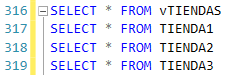 316 SELECT * FROM vTIENDAS
317 SELECT * FROM TIENDA1
318 SELECT * FROM TIENDA2
319 SELECT * FROM TIENDA3